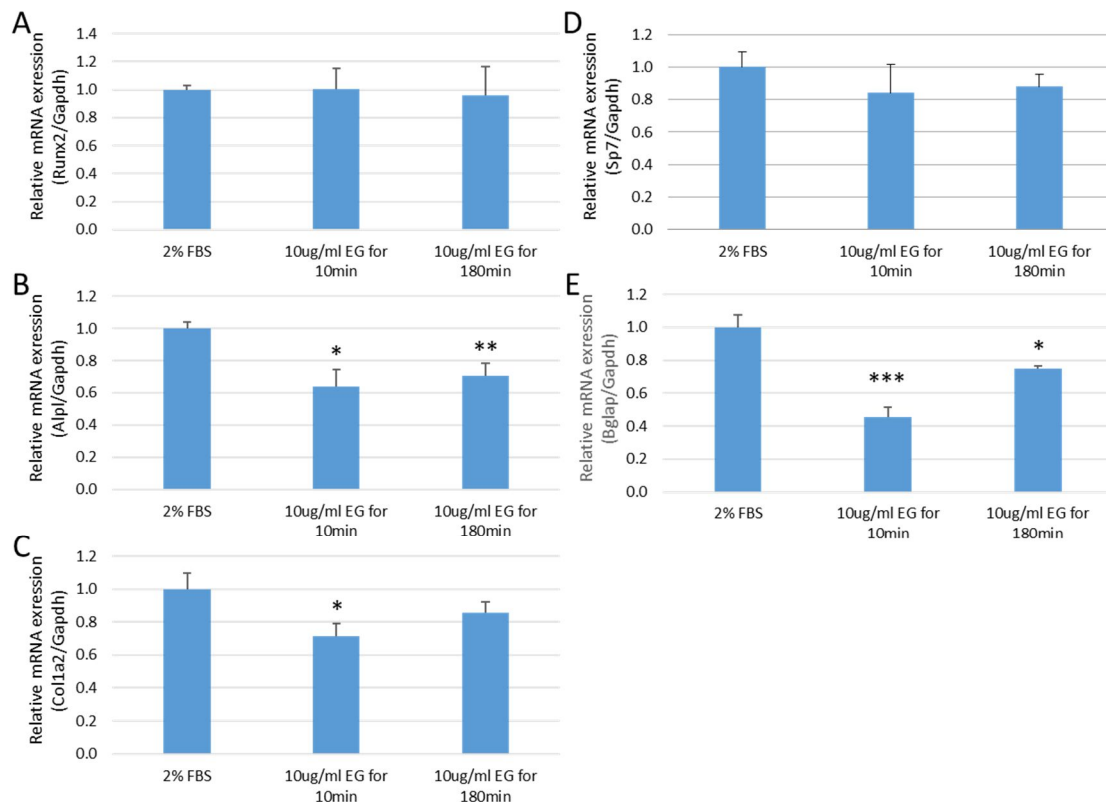 A
Relative mRNA exression
(Runx2/Gapdh)
1.4
1.2
1.0
0.8
0.6
0.4
0.2
0.0
2% FBS
10ug/ml EG for
10min
10ug/ml EG for
180min
B
Relative mRNA exression
(Alpl/Gapdh)
1.2
1.0
0.8
0.6
0.4
0.2
0.0
*
**
2% FBS
10ug/ml EG for
10min
10ug/ml EG for
180min
C
Relative mRNA exression
(Col1a2/Gapdh)
1.2
1.0
0.8
0.6
0.4
0.2
0.0
*
2% FBS
10ug/ml EG for
10min
10ug/ml EG for
180min
D
Relative mRNA exression
(Sp7/Gapdh)
1.2
1.0
0.8
0.6
0.4
0.2
0.0
2% FBS
10ug/ml EG for
10min
10ug/ml EG for
180min
E
Relative mRNA exression
(Bglap/Gapdh)
1.2
1.0
0.8
0.6
0.4
0.2
0.0
***
*
2% FBS
10ug/ml EG for
10min
10ug/ml EG for
180min